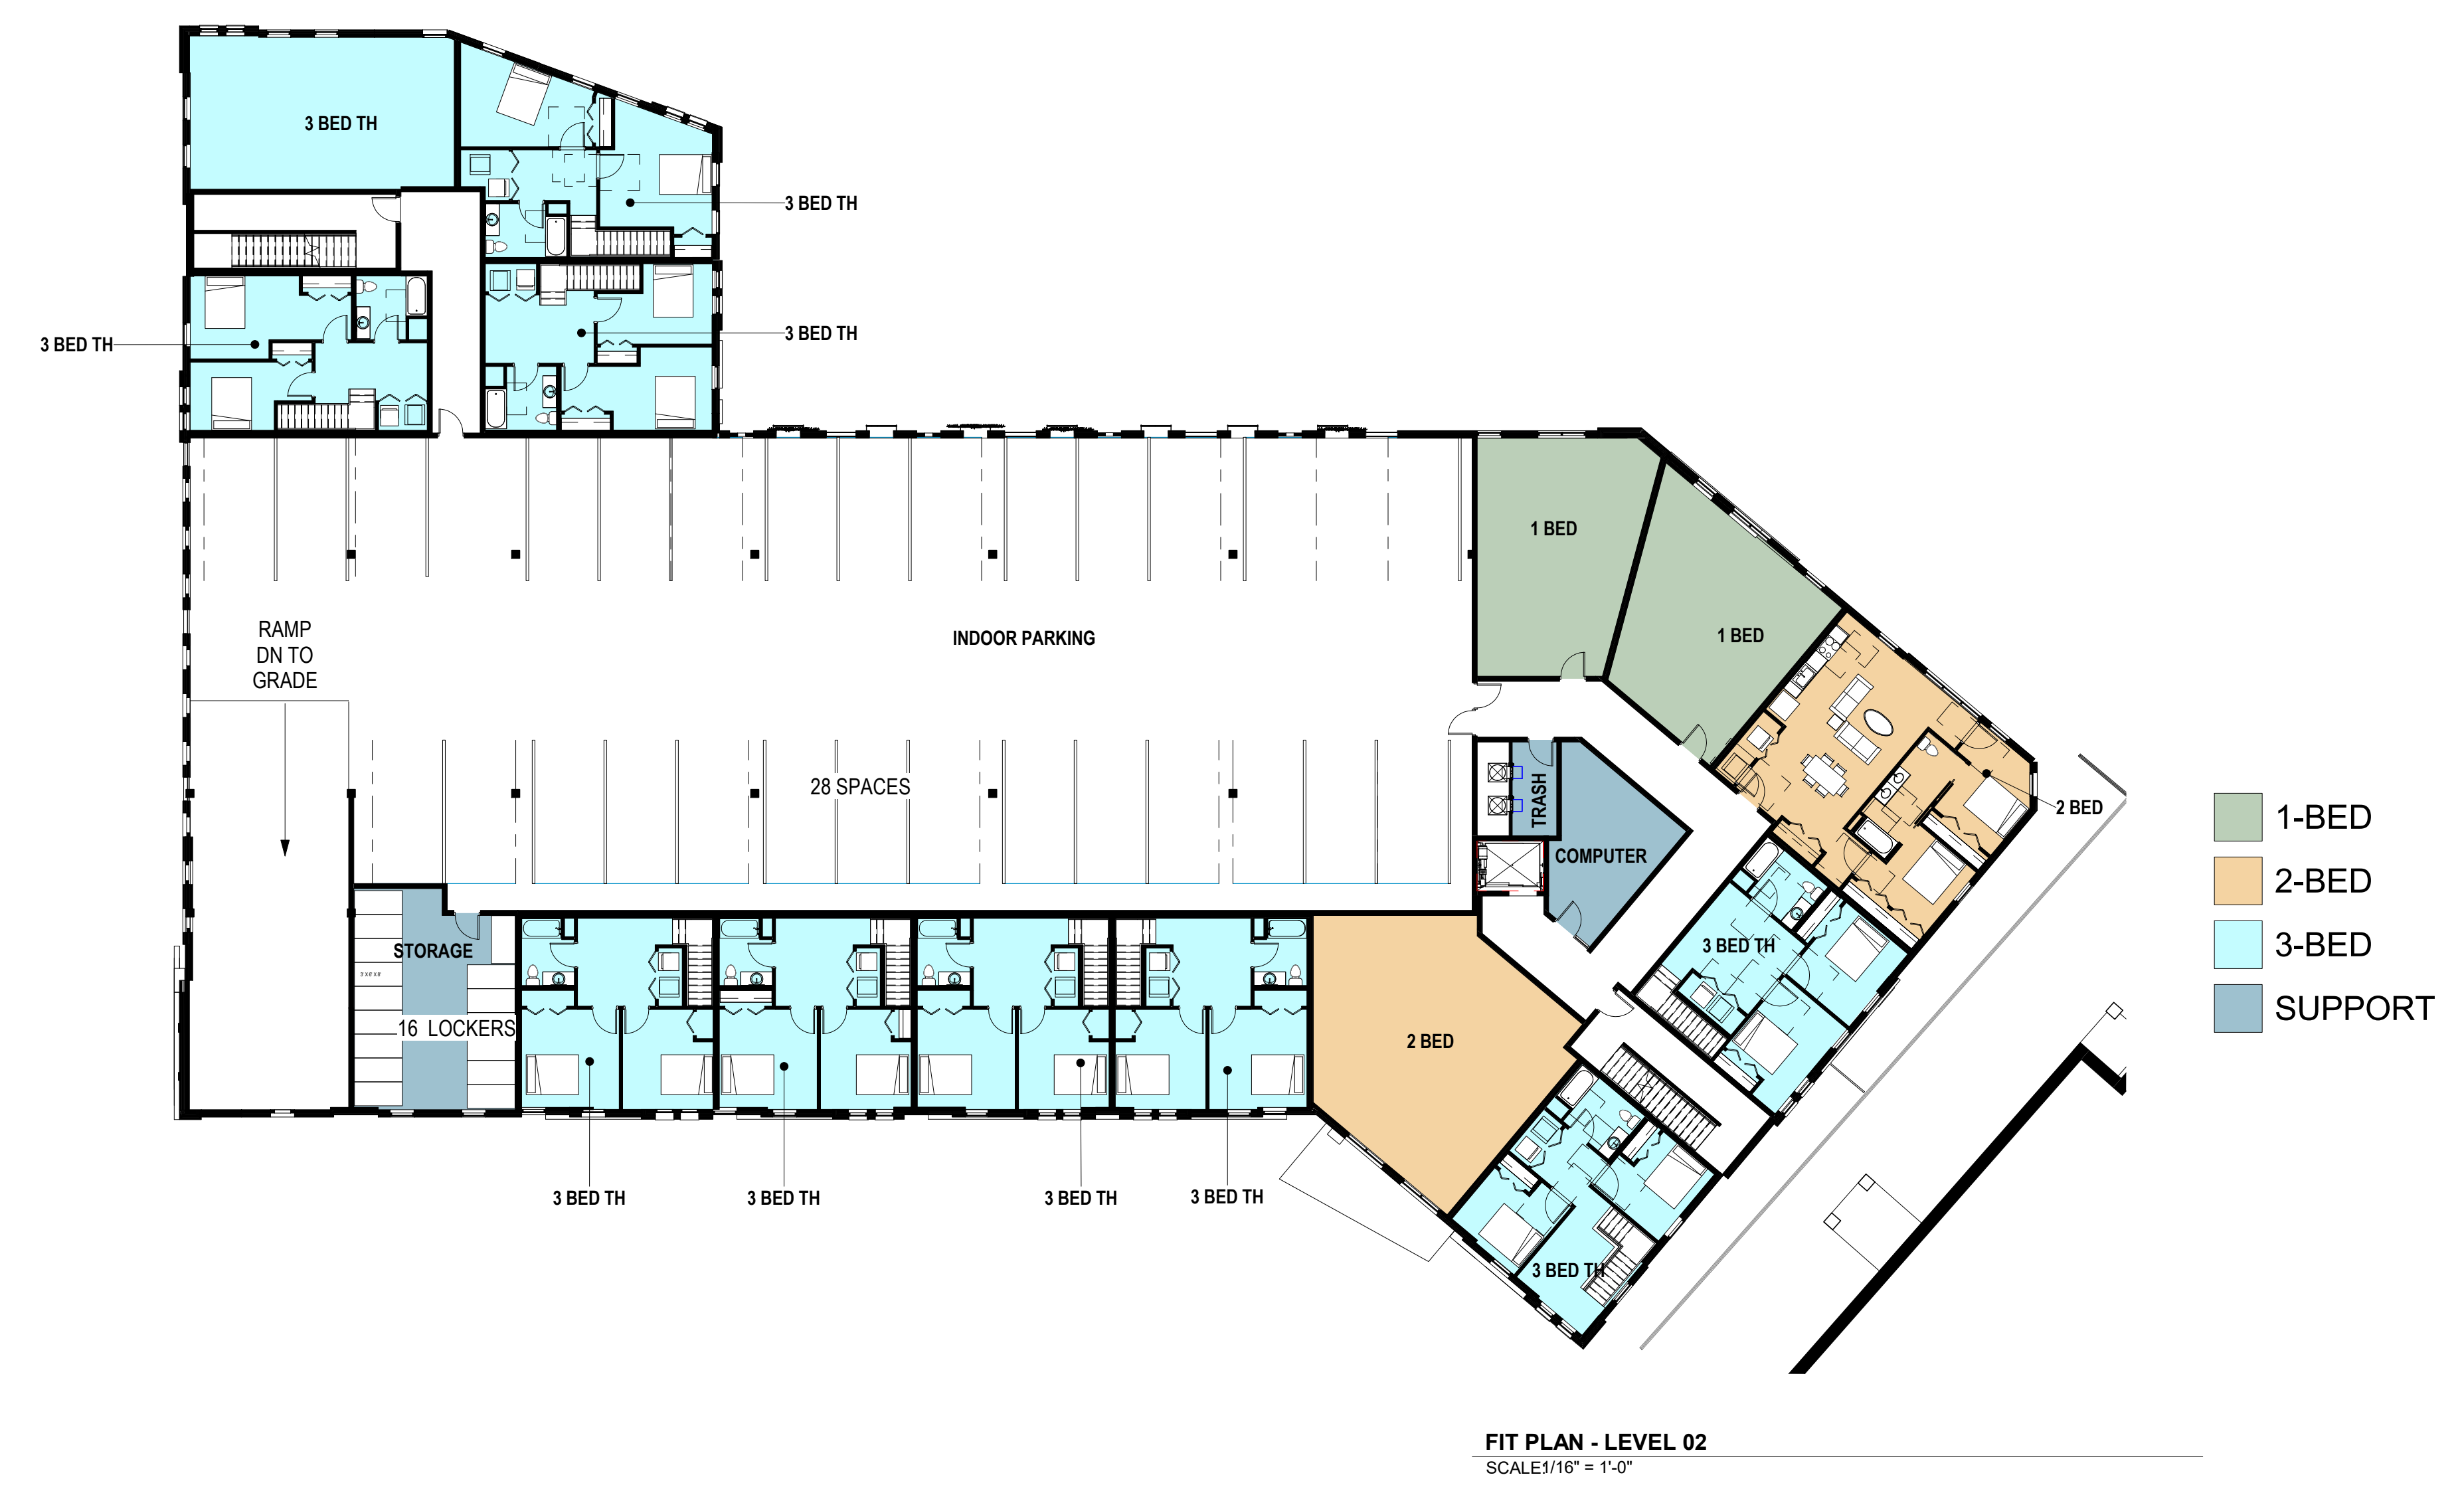 3 BED TH
3 BED TH
3 BED TH
3 BED TH
1 BED
1 BED
RAMP
DN TO
GRADE
INDOOR PARKING
28 SPACES
TRASH
COMPUTER
2 BED
1-BED
2-BED
3-BED
SUPPORT
STORAGE
16 LOCKERS
3 BED TH
2 BED
3 BED TH
3 BED TH
3 BED TH
3 BED TH
3 BED TH
FIT PLAN - LEVEL 02
SCALE:1/16" = 1'-0"